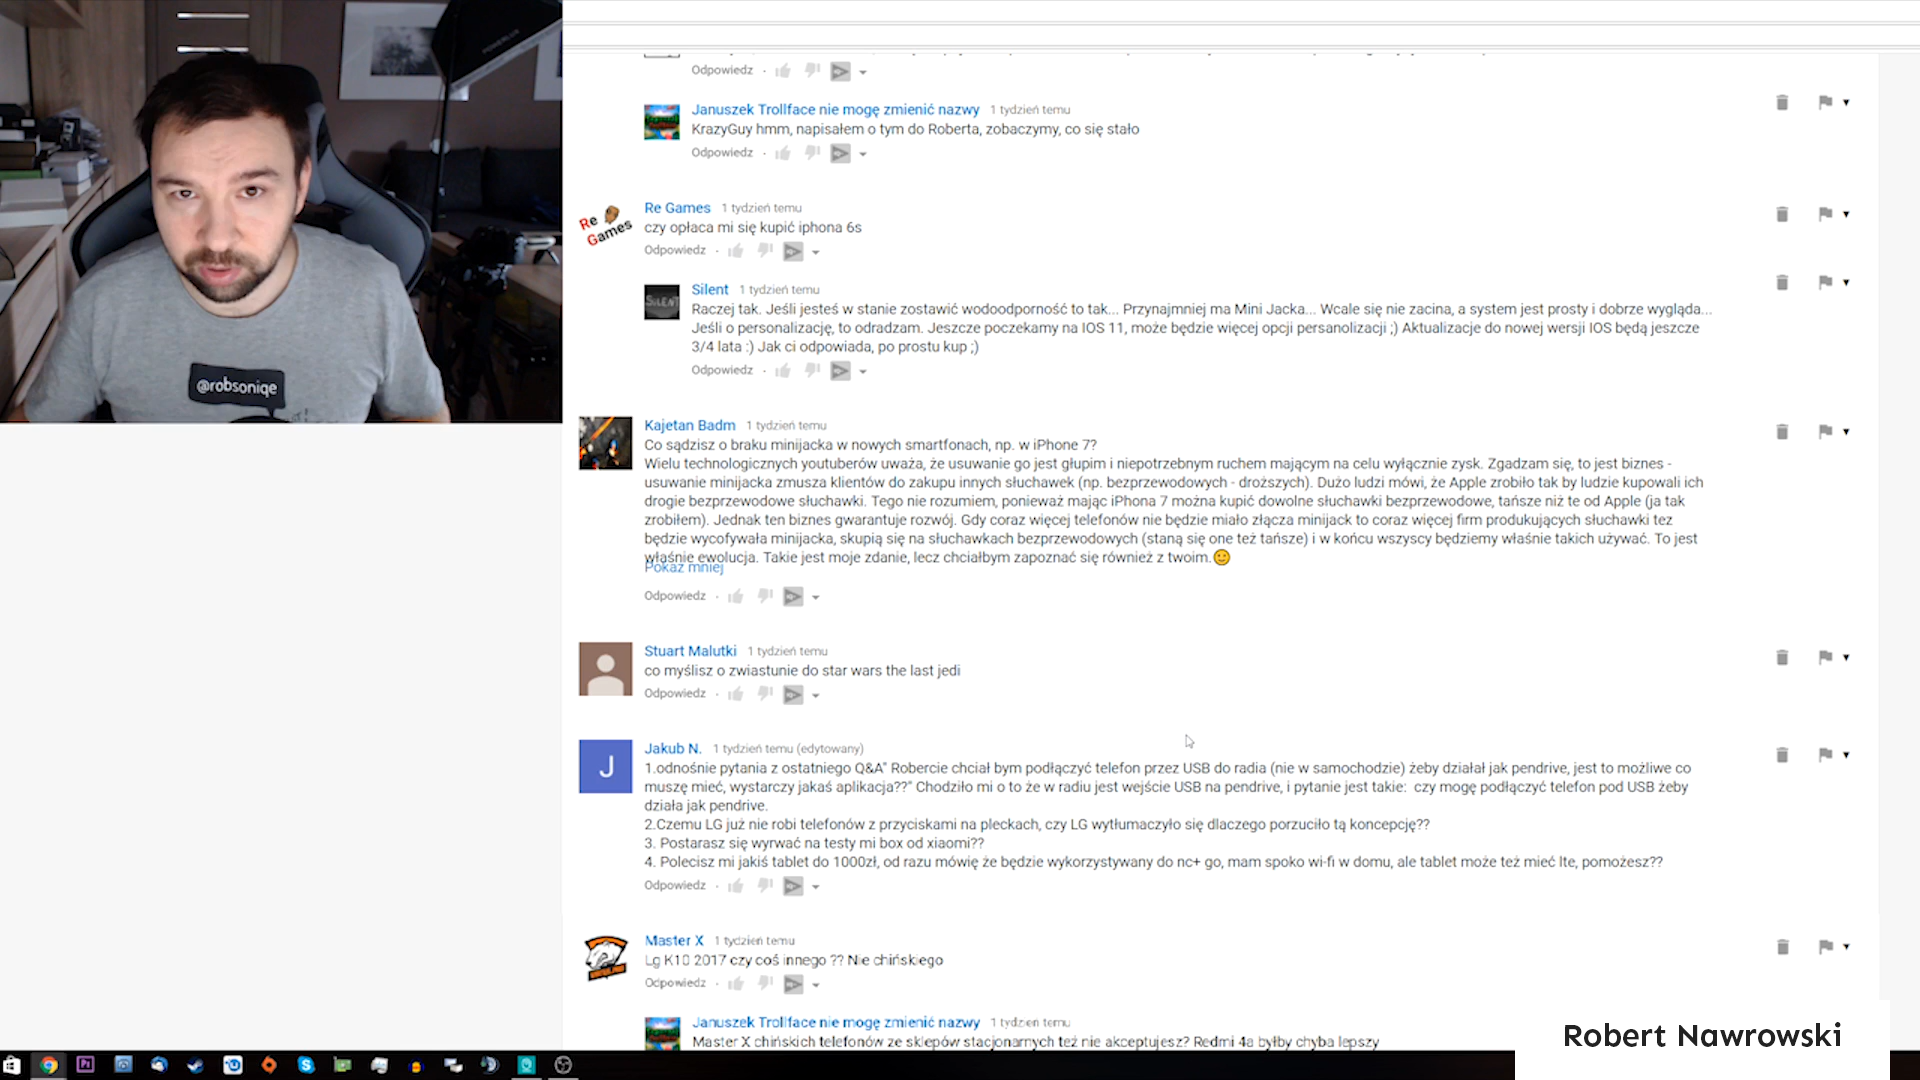 POWERLUX
@robsoniqe
Odpowiedz
Januszek Trollface nie mogę zmienić nazwy 1 tydzień temu
KrazyGuy hmm, napisałem o tym do Roberta, zobaczymy, co się stało
Odpowiedz
Re Games
Re Games 1 tydzień temu
czy opłaca mi się kupić iphona 6s
Odpowiedz
SILENT
Silent 1 tydzień temu
Raczej tak. Jeśli jesteś w stanie zostawić wodoodporność to tak... Przynajmniej ma Mini Jacka... Wcale się nie zacina, a system jest prosty i dobrze wygląda...
Jeśli o personalizację, to odradzam. Jeszcze poczekamy na IOS 11, może będzie więcej opcji persanolizacji ;) Aktualizacje do nowej wersji IOS będą jeszcze
3/4 lata :) Jak ci odpowiada, po prostu kup ;)
Odpowiedz
Kajetan Badm 1 tydzień temu
Co sądzisz o braku minijacka w nowych smartfonach, np. w iPhone 7?
Wielu technologicznych youtuberów uważa, że usuwanie go jest głupim i niepotrzebnym ruchem mającym na celu wyłącznie zysk. Zgadzam się, to jest biznes -
usuwanie minijacka zmusza klientów do zakupu innych słuchawek (np. bezprzewodowych - droższych). Dużo ludzi mówi, że Apple zrobiło tak by ludzie kupowali ich
drogie bezprzewodowe słuchawki. Tego nie rozumiem, ponieważ mając iPhona 7 można kupić dowolne słuchawki bezprzewodowe, tańsze niż te od Apple (ja tak
zrobiłem). Jednak ten biznes gwarantuje rozwój. Gdy coraz więcej telefonów nie będzie miało złącza minijack to coraz więcej firm produkujących słuchawki tez
będzie wycofywała minijacka, skupią się na słuchawkach bezprzewodowych (staną się one też tańsze) i w końcu wszyscy będziemy właśnie takich używać. To jest
właśnie ewolucja. Takie jest moje zdanie, lecz chciałbym zapoznać się również z twoim.🙂
Pokaż mniej
Odpowiedz
Stuart Malutki 1 tydzień temu
co myślisz o zwiastunie do star wars the last jedi
Odpowiedz
J
Jakub N. 1 tydzień temu (edytowany)
1.odnośnie pytania z ostatniego Q&A" Robercie chciał bym podłączyć telefon przez USB do radia (nie w samochodzie) żeby działał jak pendrive, jest to możliwe co
muszę mieć, wystarczy jakaś aplikacja??" Chodziło mi o to że w radiu jest wejście USB na pendrive, i pytanie jest takie: czy mogę podłączyć telefon pod USB żeby
działa jak pendrive.
2.Czemu LG już nie robi telefonów z przyciskami na pleckach, czy LG wytłumaczyło się dlaczego porzuciło tą koncepcję??
3. Postarasz się wyrwać na testy mi box od xiaomi??
4. Polecisz mi jakiś tablet do 1000zł, od razu mówię że będzie wykorzystywany do nc+ go, mam spoko wi-fi w domu, ale tablet może też mieć lte, pomożesz??
Odpowiedz
Master X 1 tydzień temu
Lg K10 2017 czy coś innego ?? Nie chińskiego
Odpowiedz
Januszek Trollface nie mogę zmienić nazwy 1 tydzień temu
Master X chińskich telefonów ze sklepów stacjonarnych też nie akceptujesz? Redmi 4a byłby chyba lepszy
Robert Nawrowski